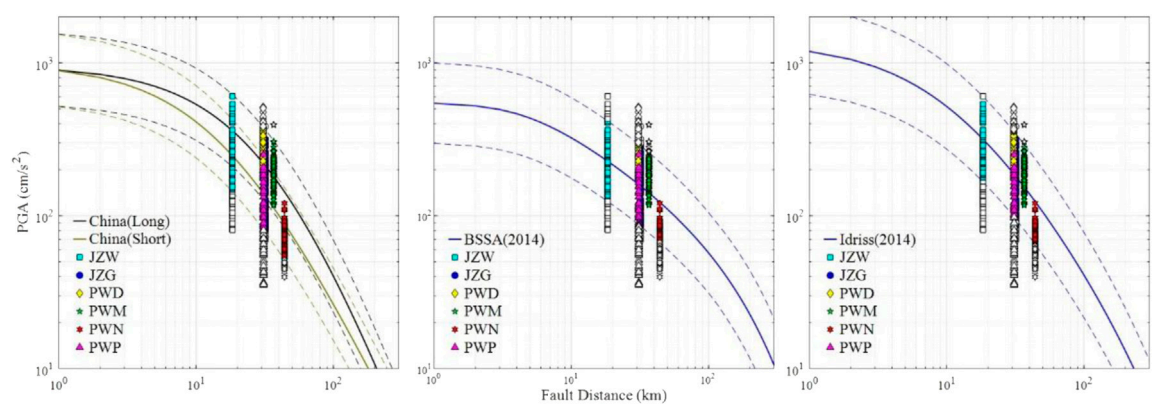 PGA (cm/s²)
10³
10²
10¹
China(Long)
China(Short)
JZW
JZG
PWD
PWM
PWN
PWP
10⁰
10¹
10²
10³
10²
10¹
BSSA(2014)
JZW
JZG
PWD
PWM
PWN
PWP
10⁰
10¹
10²
10³
10²
10¹
Idriss(2014)
JZW
JZG
PWD
PWM
PWN
PWP
10⁰
10¹
10²
Fault Distance (km)